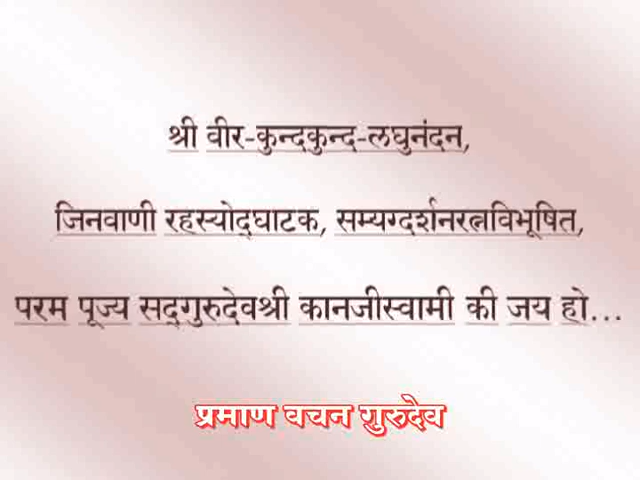 श्री वीर-कुन्दकुन्द-लघुनंदन,
जिनवाणी रहस्योद्‌घाटक, सम्यग्दर्शनरत्नविभूषित,
परम पूज्य सद्‌गुरुदेवश्री कानजीस्वामी की जय हो...
प्रमाण वचन गुरुदेव